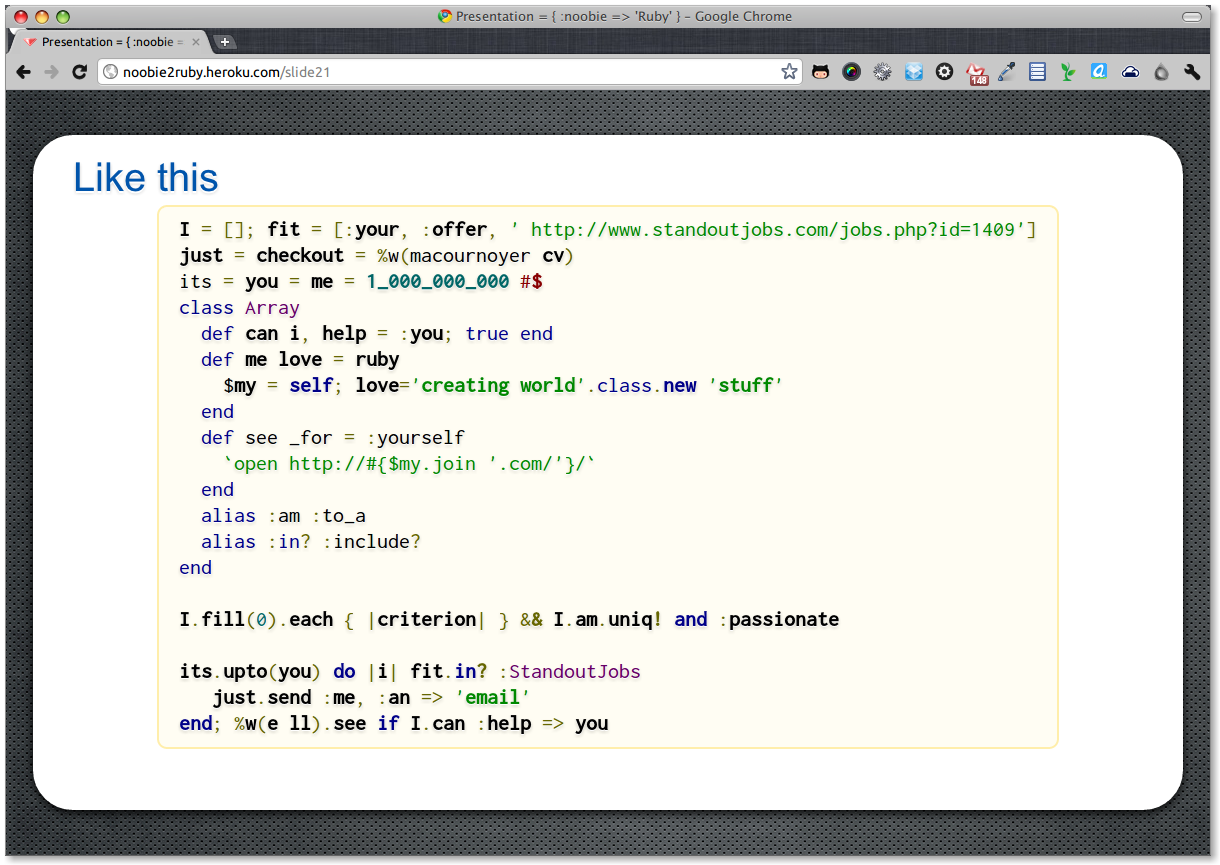 Presentation = { :noobie => 'Ruby' } – Google Chrome
Presentation = { :noobie =
noobie2ruby.heroku.com/slide21
148
a
Like this
I = []; fit = [:your, :offer, ' http://www.standoutjobs.com/jobs.php?id=1409']
just = checkout = %w(macournoyer cv)
its = you = me = 1_000_000_000 #$
class Array
  def can i, help = :you; true end
  def me love = ruby
    $my = self; love='creating world'.class.new 'stuff'
  end
  def see _for = :yourself
    `open http://#{$my.join '.com/'}/`
  end
  alias :am :to_a
  alias :in? :include?
end
I.fill(0).each { |criterion| } && I.am.uniq! and :passionate
its.upto(you) do |i| fit.in? :StandoutJobs
   just.send :me, :an => 'email'
end; %w(e ll).see if I.can :help => you